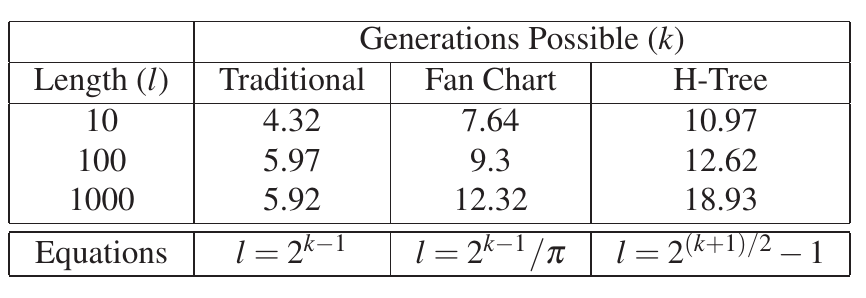 Generations Possible (k)
Length (l) Traditional Fan Chart H-Tree
10 4.32 7.64 10.97
100 5.97 9.3 12.62
1000 5.92 12.32 18.93
Equations l = 2^{k−1} l = 2^{k−1}/π l = 2^{(k+1)/2} − 1